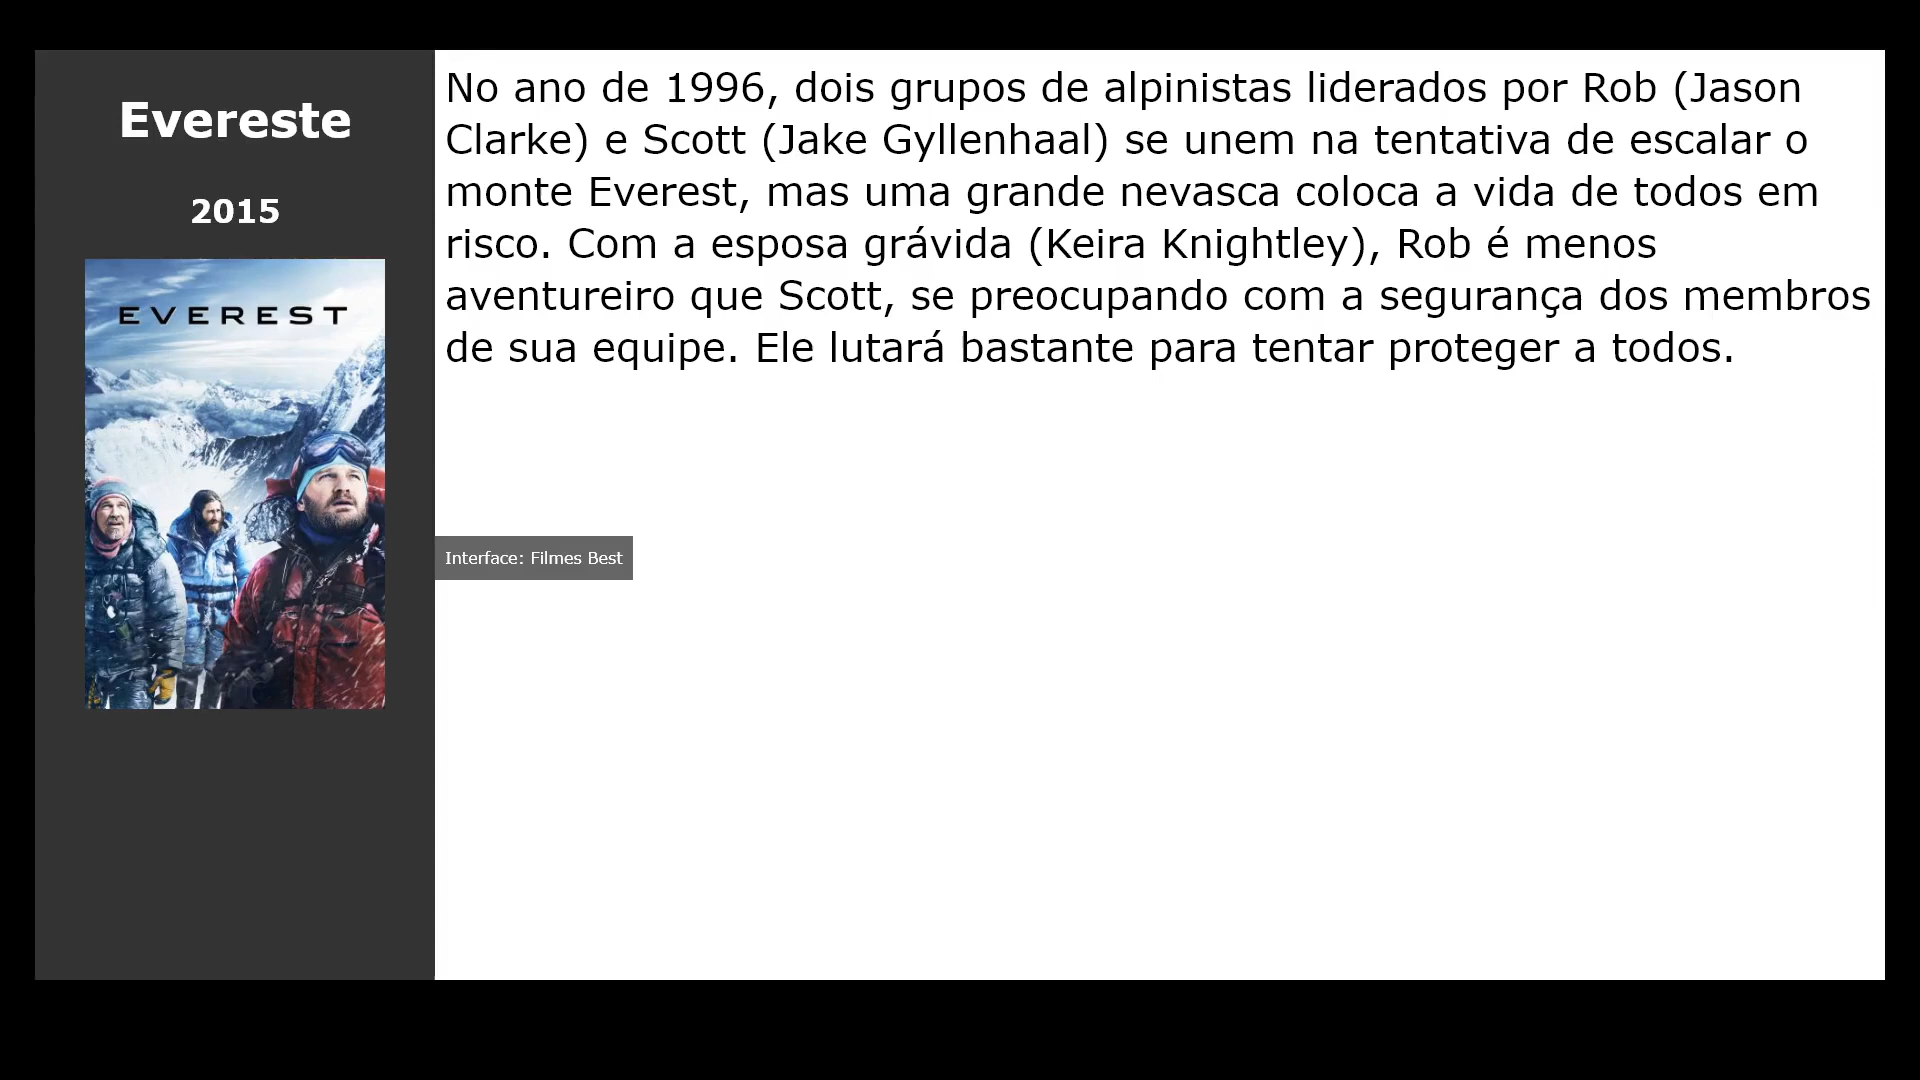 Evereste
2015
EVEREST
No ano de 1996, dois grupos de alpinistas liderados por Rob (Jason
Clarke) e Scott (Jake Gyllenhaal) se unem na tentativa de escalar o
monte Everest, mas uma grande nevasca coloca a vida de todos em
risco. Com a esposa grávida (Keira Knightley), Rob é menos
aventureiro que Scott, se preocupando com a segurança dos membros
de sua equipe. Ele lutará bastante para tentar proteger a todos.
Interface: Filmes Best